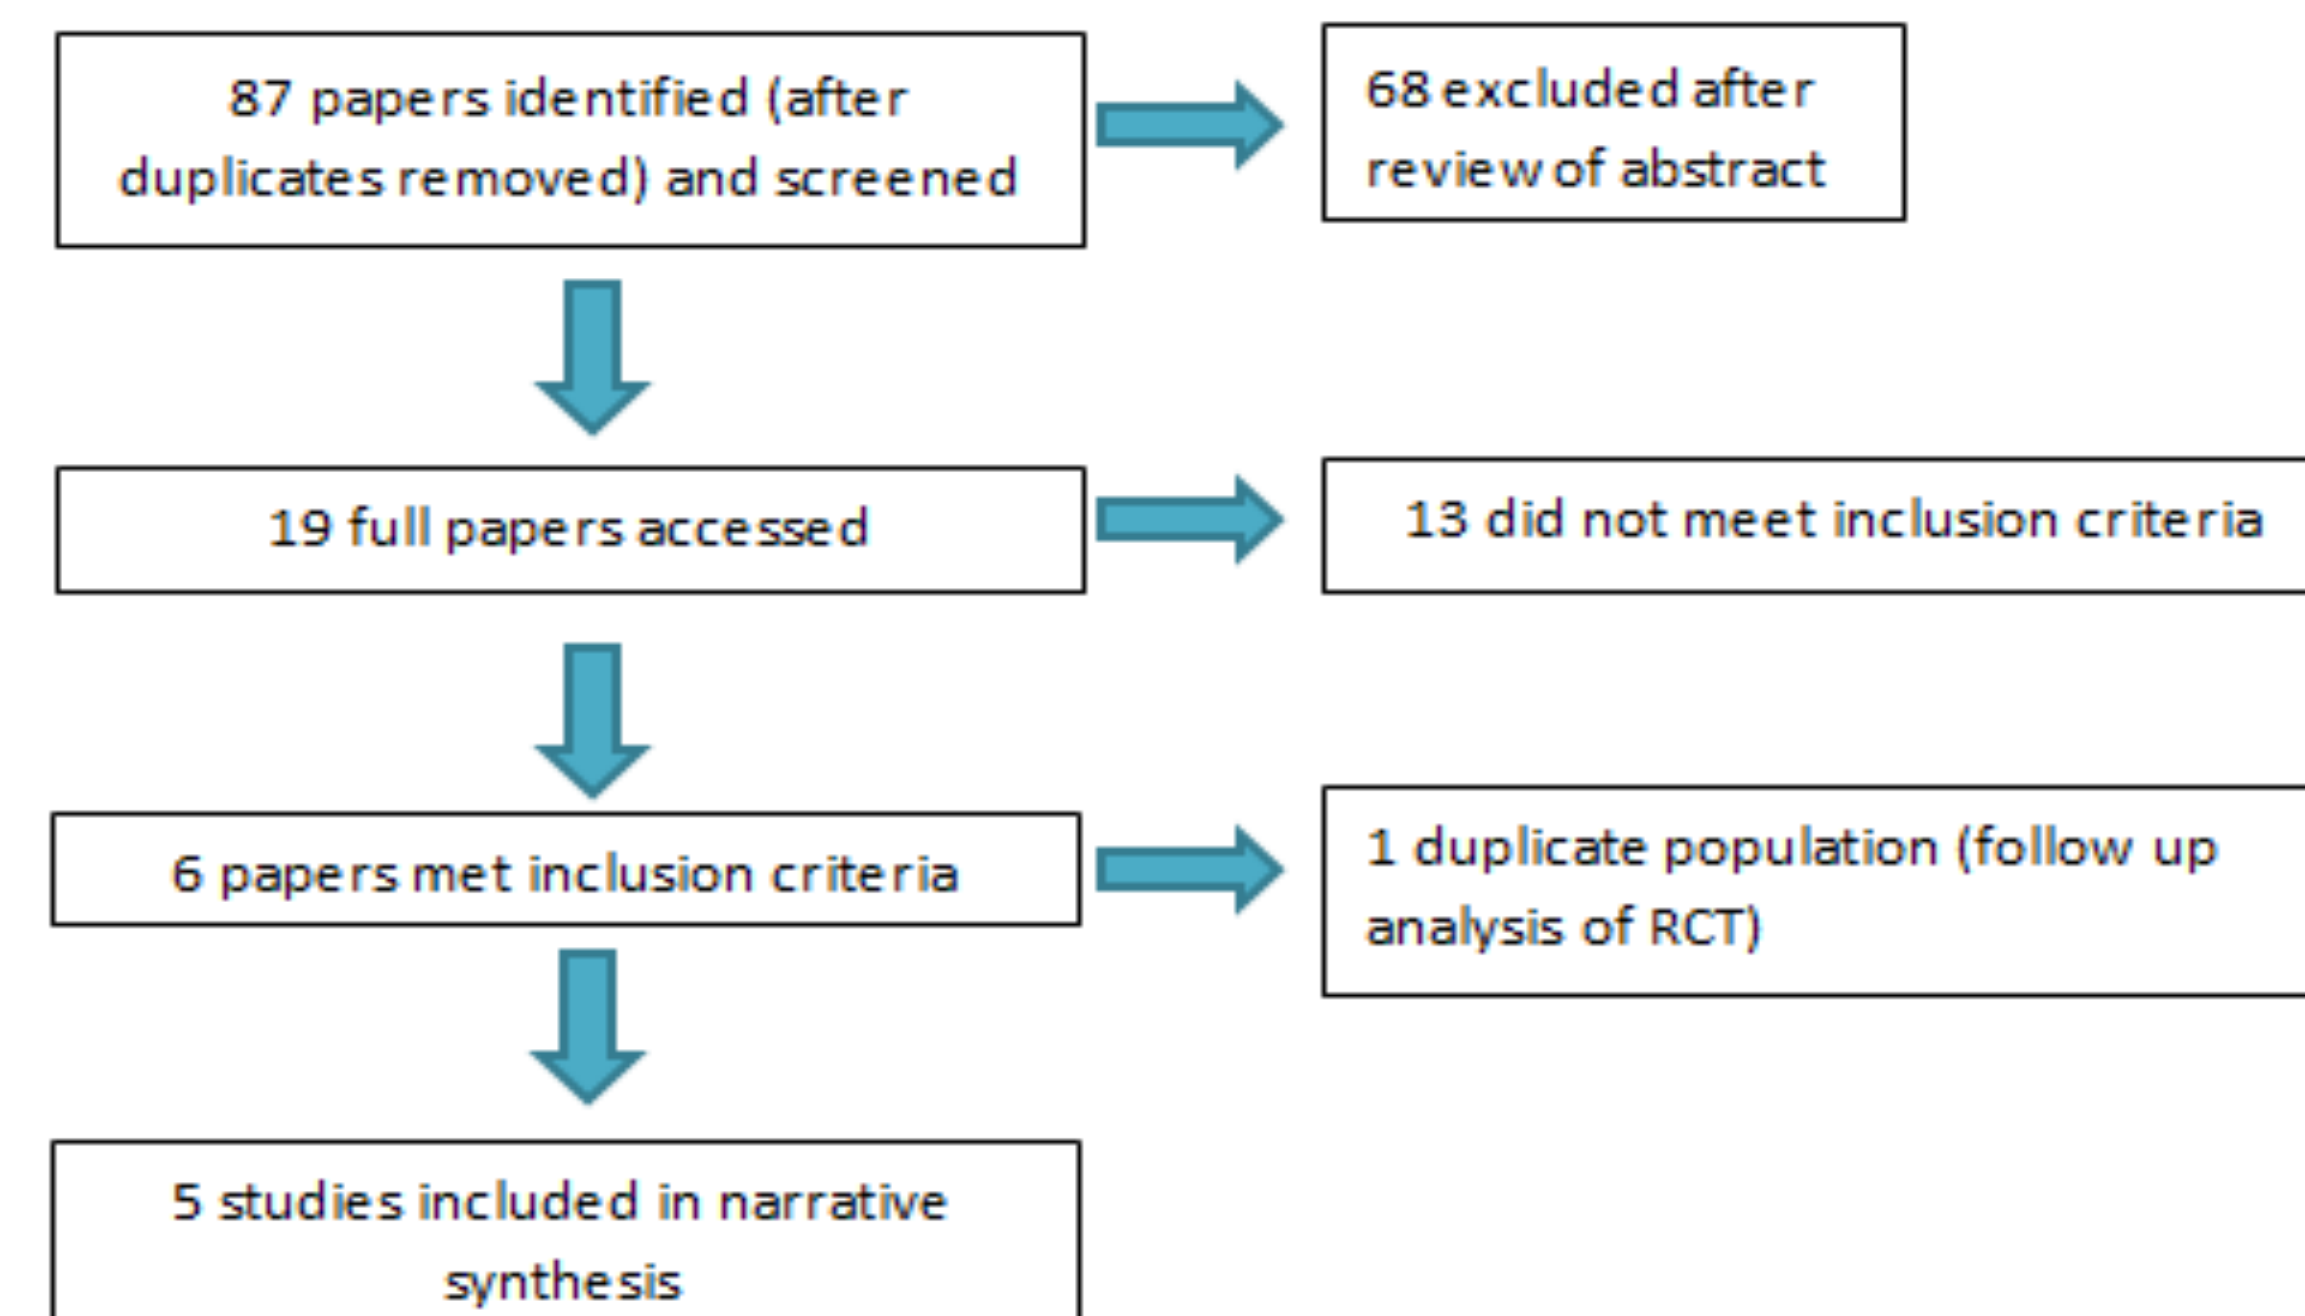 87 papers identified (after
duplicates removed) and screened
68 excluded after
review of abstract
19 full papers accessed
13 did not meet inclusion criteria
6 papers met inclusion criteria
1 duplicate population (follow up
analysis of RCT)
5 studies included in narrative
synthesis